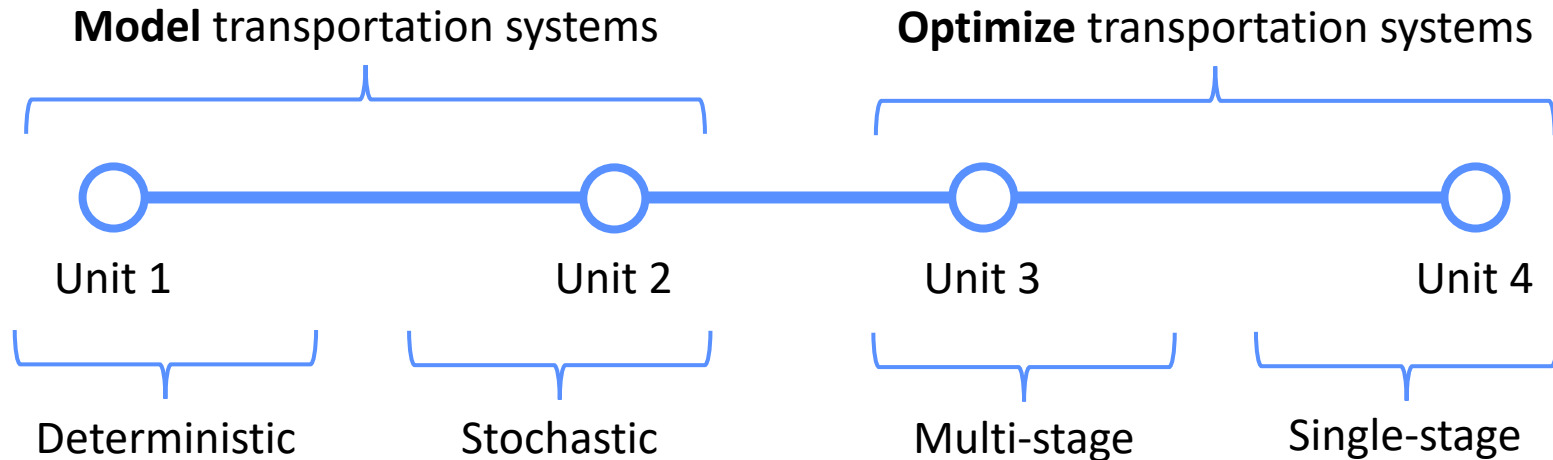 Model transportation systems
Optimize transportation systems
Unit 1
Unit 2
Unit 3
Unit 4
Deterministic
Stochastic
Multi-stage
Single-stage